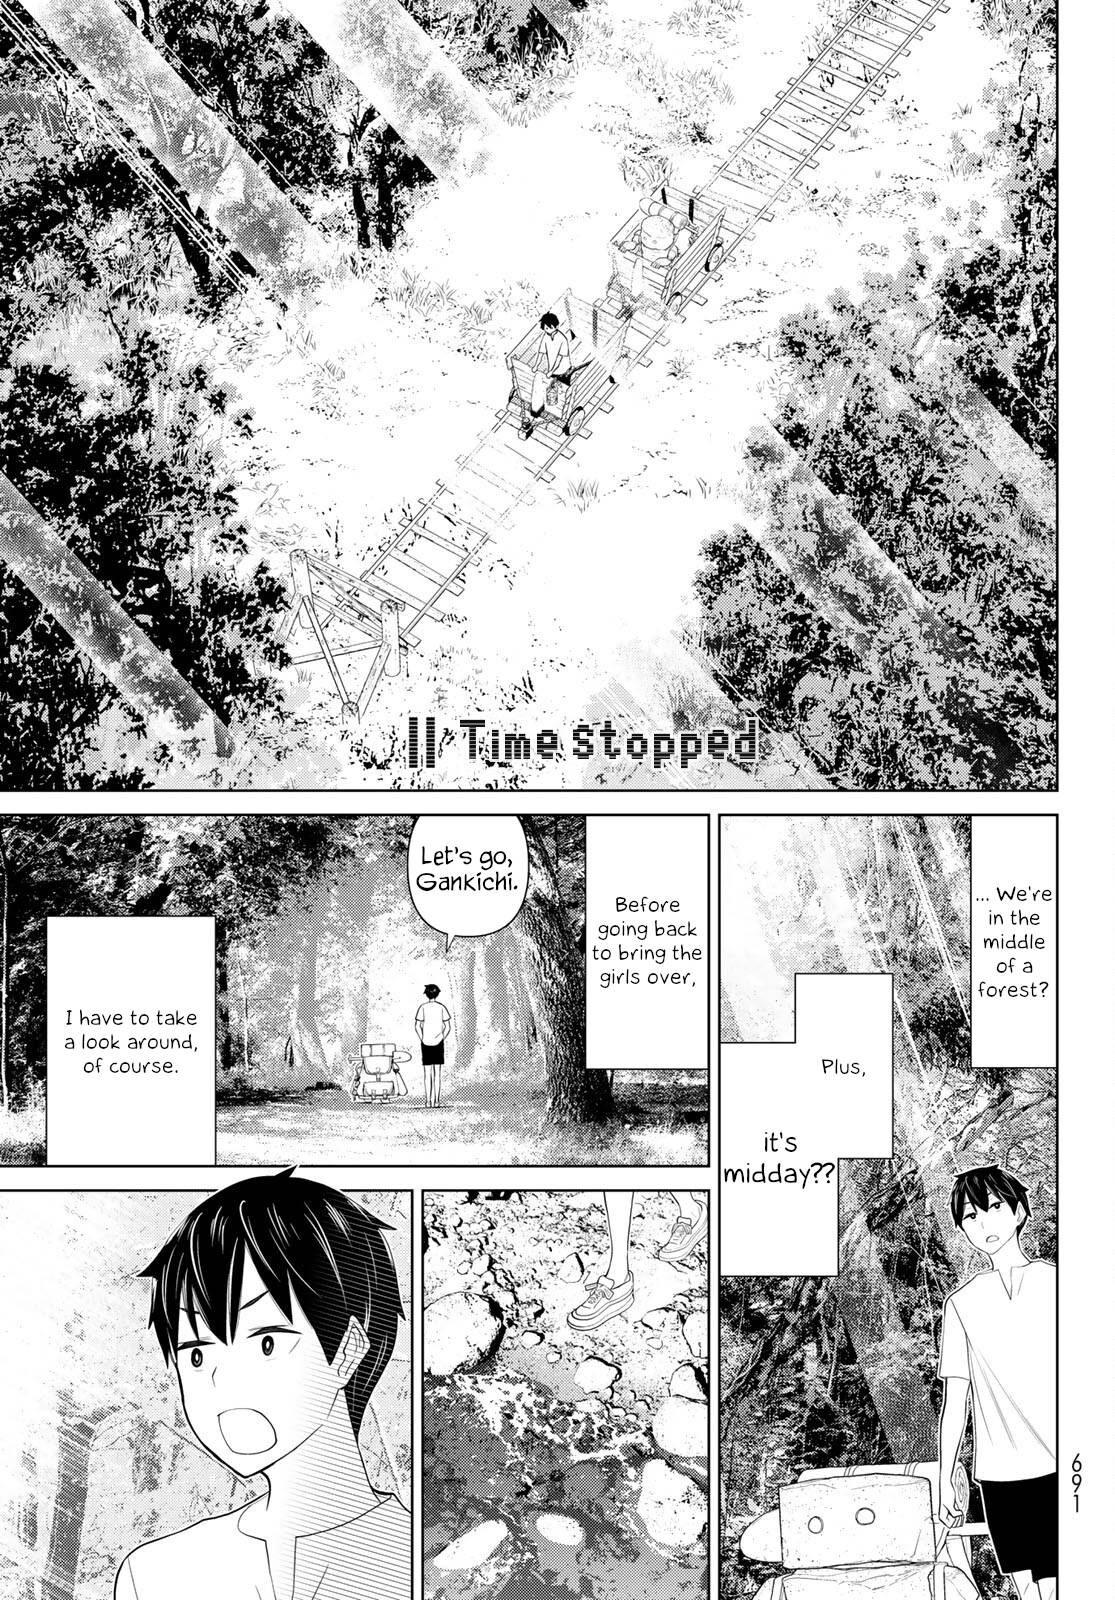 || Time Stopped
... We're
in the
middle
of a
forest?
Plus,
it's
midday??
Before
going back
to bring the
girls over,
Let's go,
Gankichi.
I have to take
a look around,
of course.
691